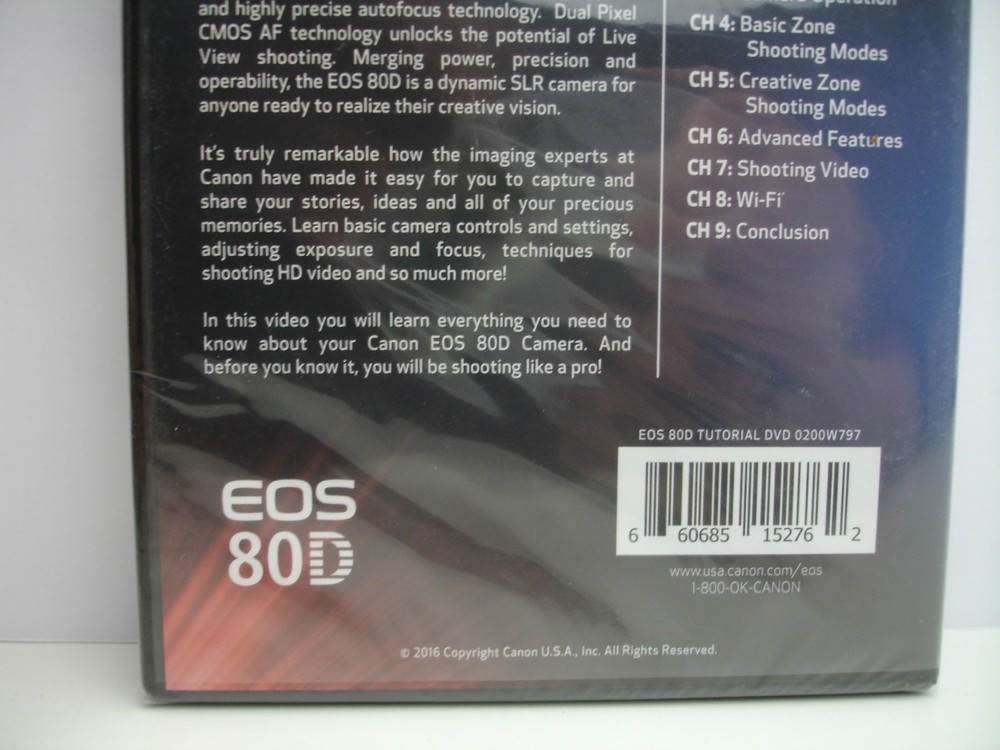 and highly precise autofocus technology. Dual Pixel
CMOS AF technology unlocks the potential of Live
View shooting. Merging power, precision and
operability, the EOS 80D is a dynamic SLR camera for
anyone ready to realize their creative vision.
It's truly remarkable how the imaging experts at
Canon have made it easy for you to capture and
share your stories, ideas and all of your precious
memories. Learn basic camera controls and settings,
adjusting exposure and focus, techniques for
shooting HD video and so much more!
In this video you will learn everything you need to
know about your Canon EOS 80D Camera. And
before you know it, you will be shooting like a pro!
Operation
CH 4: Basic Zone
Shooting Modes
CH 5: Creative Zone
Shooting Modes
CH 6: Advanced Features
CH 7: Shooting Video
CH 8: Wi-Fi
CH 9: Conclusion
EOS 80D TUTORIAL DVD 0200W797
6 60685 15276 2
www.usa.canon.com/eos
1-800-OK-CANON
EOS
80D
© 2016 Copyright Canon U.S.A., Inc. All Rights Reserved.